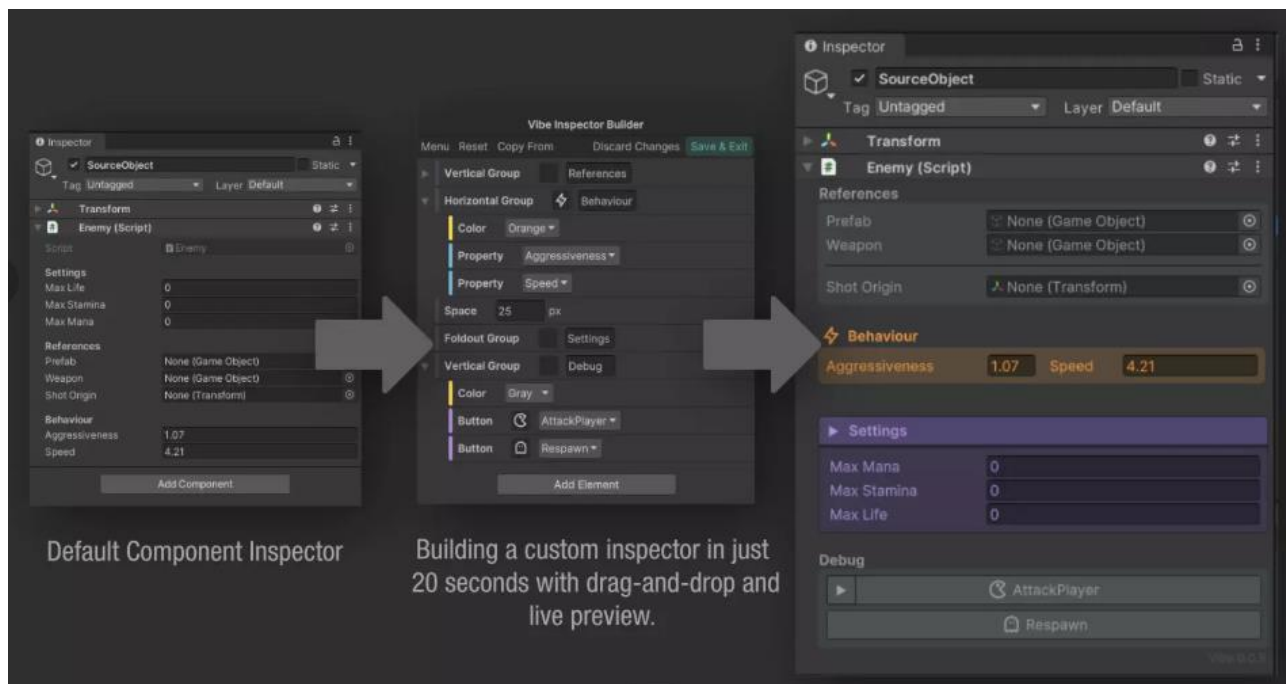 Inspector
SourceObject Static
Tag Untagged Layer Default
Transform
Enemy (Script)
Script Enemy
Settings
Max Life 0
Max Stamina 0
Max Mana 0
References
Prefab None (Game Object)
Weapon None (Game Object)
Shot Origin None (Transform)
Behaviour
Aggressiveness 1.07
Speed 4.21
Add Component
Default Component Inspector
Vibe Inspector Builder
Menu Reset Copy From Discard Changes Save & Exit
Vertical Group References
Horizontal Group Behaviour
Color Orange
Property Aggressiveness
Property Speed
Space 25 px
Foldout Group Settings
Vertical Group Debug
Color Gray
Button AttackPlayer
Button Respawn
Add Element
Building a custom inspector in just
20 seconds with drag-and-drop and
live preview.
Inspector
SourceObject Static
Tag Untagged Layer Default
Transform
Enemy (Script)
References
Prefab None (Game Object)
Weapon None (Game Object)
Shot Origin None (Transform)
Behaviour
Aggressiveness 1.07 Speed 4.21
Settings
Max Mana 0
Max Stamina 0
Max Life 0
Debug
AttackPlayer
Respawn